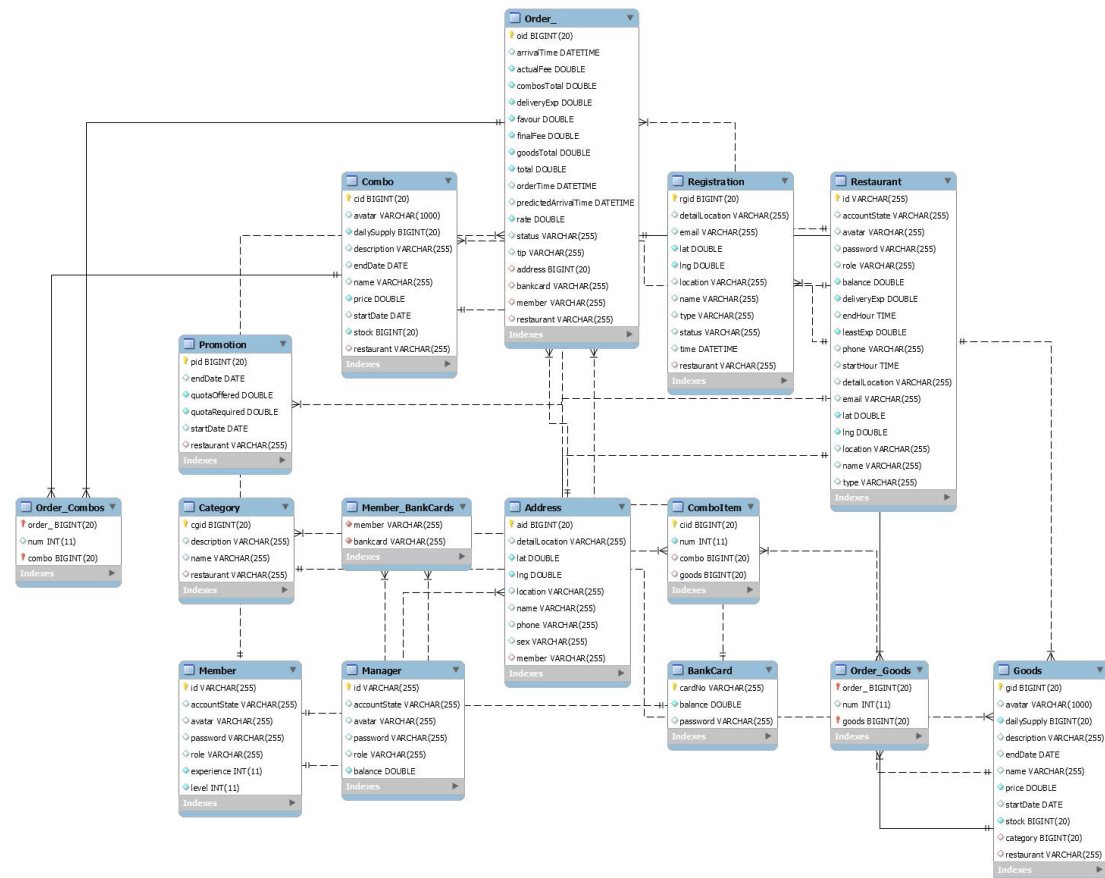 Order_
oid BIGINT(20)
arrivalTime DATETIME
actualFee DOUBLE
combosTotal DOUBLE
deliveryExp DOUBLE
favour DOUBLE
finalFee DOUBLE
goodsTotal DOUBLE
total DOUBLE
orderTime DATETIME
predictedArrivalTime DATETIME
rate DOUBLE
status VARCHAR(255)
tip VARCHAR(255)
address BIGINT(20)
bankcard VARCHAR(255)
member VARCHAR(255)
restaurant VARCHAR(255)
Indexes
Combo
cid BIGINT(20)
avatar VARCHAR(1000)
dailySupply BIGINT(20)
description VARCHAR(255)
endDate DATE
name VARCHAR(255)
price DOUBLE
startDate DATE
stock BIGINT(20)
restaurant VARCHAR(255)
Indexes
Registration
rgid BIGINT(20)
detailLocation VARCHAR(255)
email VARCHAR(255)
lat DOUBLE
lng DOUBLE
location VARCHAR(255)
name VARCHAR(255)
type VARCHAR(255)
status VARCHAR(255)
time DATETIME
restaurant VARCHAR(255)
Indexes
Restaurant
id VARCHAR(255)
accountState VARCHAR(255)
avatar VARCHAR(255)
password VARCHAR(255)
role VARCHAR(255)
balance DOUBLE
deliveryExp DOUBLE
endHour TIME
leastExp DOUBLE
phone VARCHAR(255)
startHour TIME
detailLocation VARCHAR(255)
email VARCHAR(255)
lat DOUBLE
lng DOUBLE
location VARCHAR(255)
name VARCHAR(255)
type VARCHAR(255)
Indexes
Promotion
pid BIGINT(20)
endDate DATE
quotaOffered DOUBLE
quotaRequired DOUBLE
startDate DATE
restaurant VARCHAR(255)
Indexes
Order_Combos
order_ BIGINT(20)
num INT(11)
combo BIGINT(20)
Indexes
Category
cgid BIGINT(20)
description VARCHAR(255)
name VARCHAR(255)
restaurant VARCHAR(255)
Indexes
Member_BankCards
member VARCHAR(255)
bankcard VARCHAR(255)
Indexes
Address
aid BIGINT(20)
detailLocation VARCHAR(255)
lat DOUBLE
lng DOUBLE
location VARCHAR(255)
name VARCHAR(255)
phone VARCHAR(255)
sex VARCHAR(255)
member VARCHAR(255)
Indexes
ComboItem
ciid BIGINT(20)
num INT(11)
combo BIGINT(20)
goods BIGINT(20)
Indexes
Member
id VARCHAR(255)
accountState VARCHAR(255)
avatar VARCHAR(255)
password VARCHAR(255)
role VARCHAR(255)
experience INT(11)
level INT(11)
Indexes
Manager
id VARCHAR(255)
accountState VARCHAR(255)
avatar VARCHAR(255)
password VARCHAR(255)
role VARCHAR(255)
balance DOUBLE
Indexes
BankCard
cardNo VARCHAR(255)
balance DOUBLE
password VARCHAR(255)
Indexes
Order_Goods
order_ BIGINT(20)
num INT(11)
goods BIGINT(20)
Indexes
Goods
gid BIGINT(20)
avatar VARCHAR(1000)
dailySupply BIGINT(20)
description VARCHAR(255)
endDate DATE
name VARCHAR(255)
price DOUBLE
startDate DATE
stock BIGINT(20)
category BIGINT(20)
restaurant VARCHAR(255)
Indexes